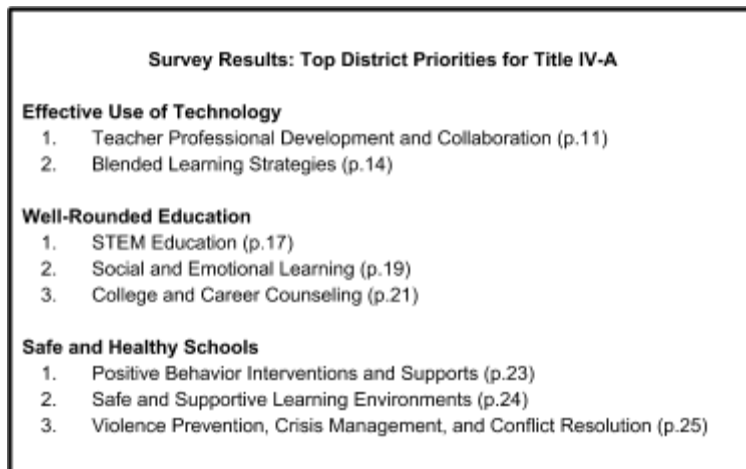 Survey Results: Top District Priorities for Title IV-A
Effective Use of Technology
1. Teacher Professional Development and Collaboration (p.11)
2. Blended Learning Strategies (p.14)
Well-Rounded Education
1. STEM Education (p.17)
2. Social and Emotional Learning (p.19)
3. College and Career Counseling (p.21)
Safe and Healthy Schools
1. Positive Behavior Interventions and Supports (p.23)
2. Safe and Supportive Learning Environments (p.24)
3. Violence Prevention, Crisis Management, and Conflict Resolution (p.25)